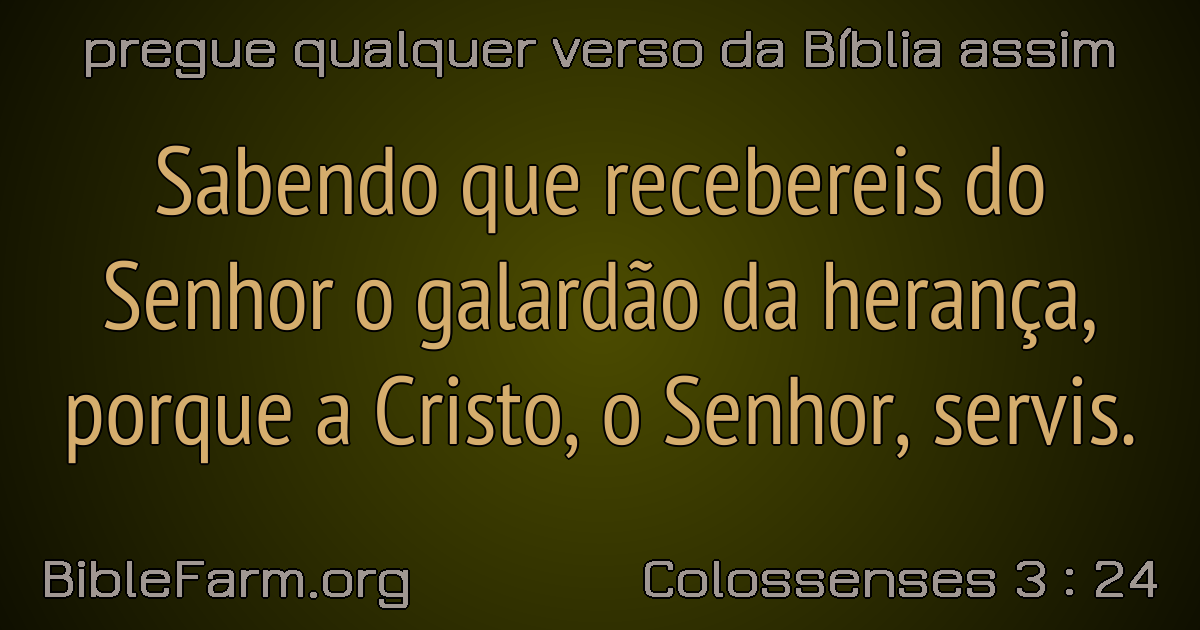 pregue qualquer verso da Bíblia assim
Sabendo que recebereis do
Senhor o galardão da herança,
porque a Cristo, o Senhor, servis.
BibleFarm.org
Colossenses 3 : 24